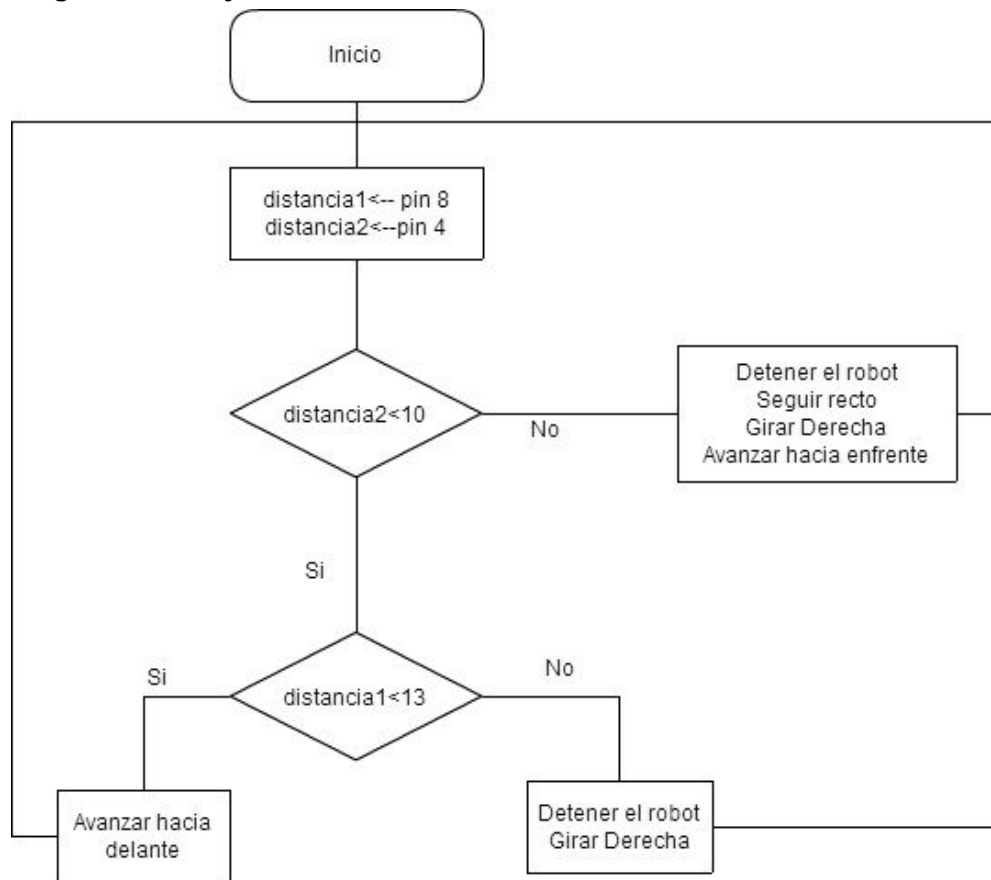 Inicio
distancia1<-- pin 8
distancia2<--pin 4
distancia2<10
No
Detener el robot
Seguir recto
Girar Derecha
Avanzar hacia enfrente
Si
distancia1<13
Si
No
Avanzar hacia
delante
Detener el robot
Girar Derecha